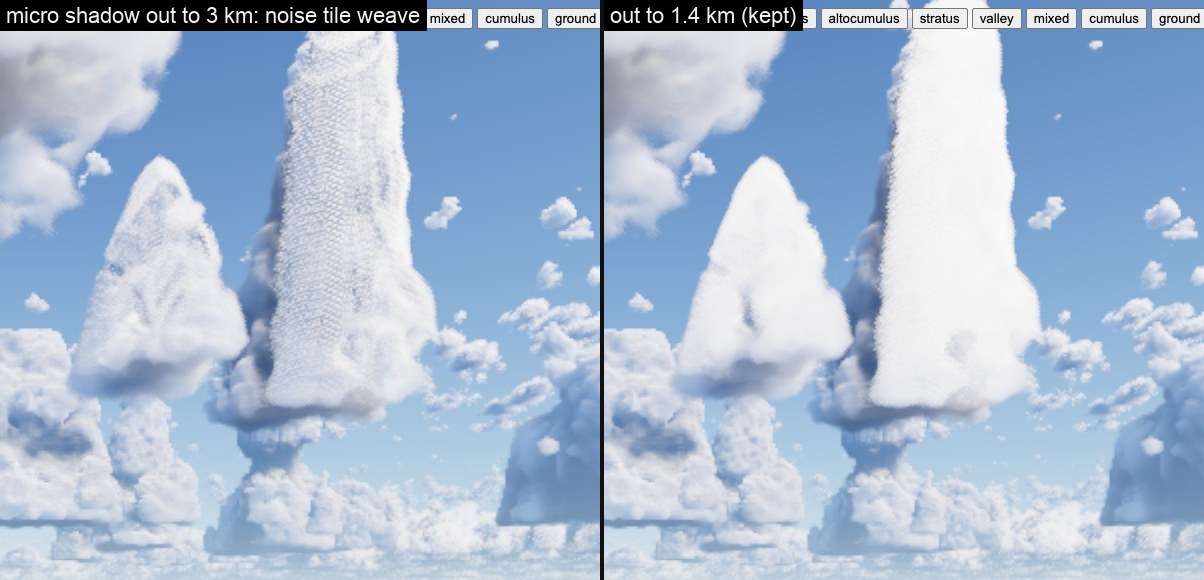 micro shadow out to 3 km: noise tile weave
mixed
cumulus
ground
out to 1.4 km (kept)
s
altocumulus
stratus
valley
mixed
cumulus
ground